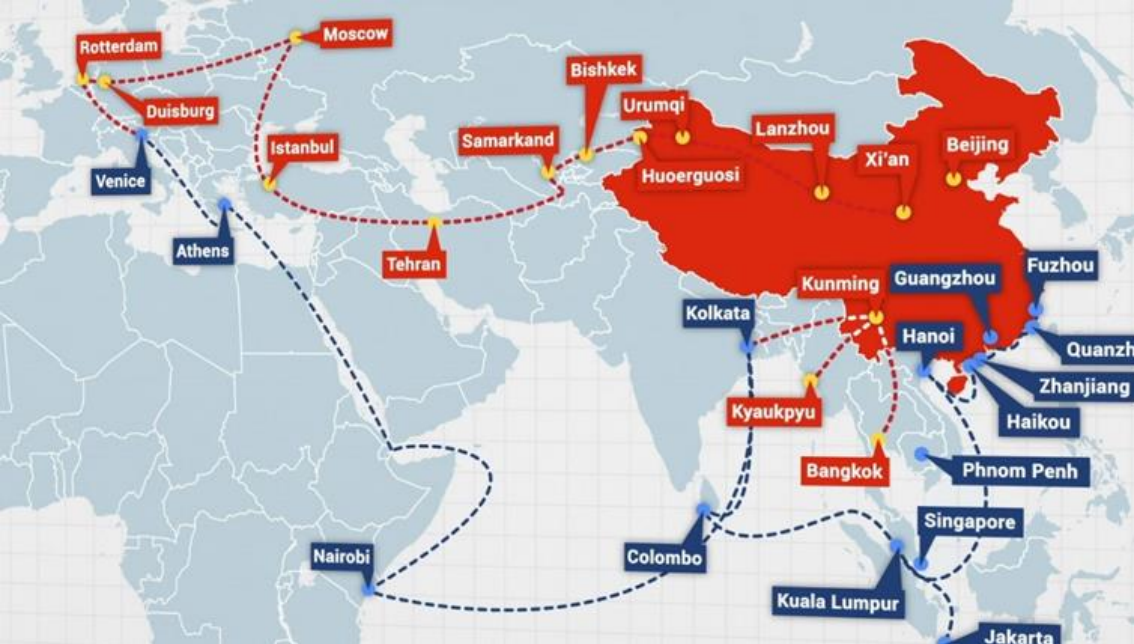 Rotterdam
Moscow
Duisburg
Bishkek
Urumqi
Samarkand
Lanzhou
Istanbul
Xi'an
Beijing
Huoerguosi
Venice
Athens
Tehran
Fuzhou
Kunming
Guangzhou
Kolkata
Hanoi
Quanzh
Zhanjiang
Kyaukpyu
Haikou
Bangkok
Phnom Penh
Singapore
Nairobi
Colombo
Kuala Lumpur
Jakarta